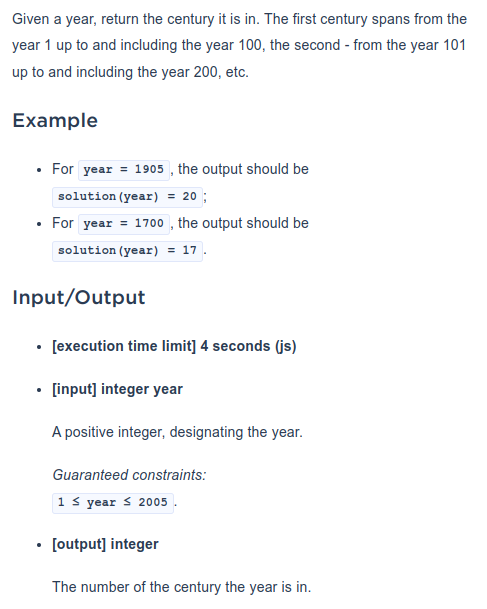 Given a year, return the century it is in. The first century spans from the
year 1 up to and including the year 100, the second - from the year 101
up to and including the year 200, etc.
Example
• For year = 1905 , the output should be
solution(year) = 20 ;
• For year = 1700 , the output should be
solution(year) = 17 .
Input/Output
• [execution time limit] 4 seconds (js)
• [input] integer year
A positive integer, designating the year.
Guaranteed constraints:
1 ≤ year ≤ 2005 .
• [output] integer
The number of the century the year is in.